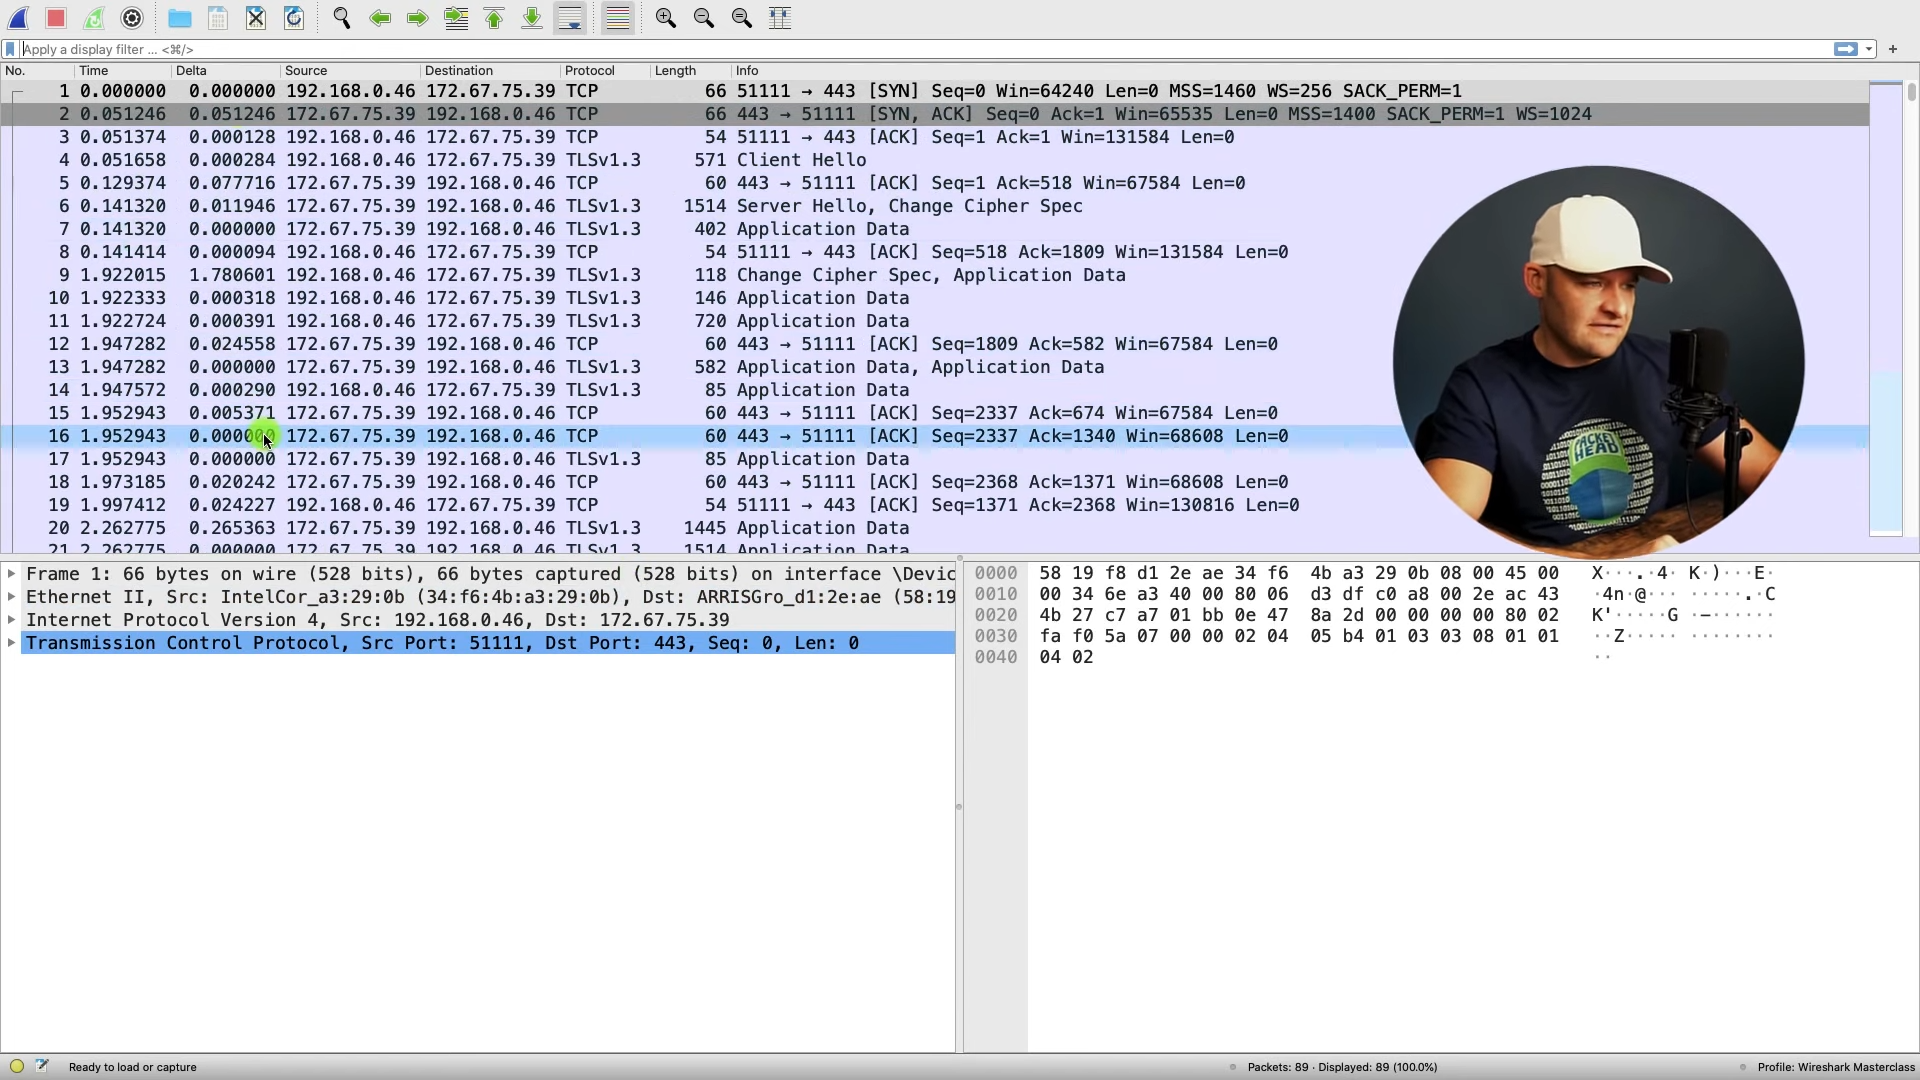 Apply a display filter ... <⌘/>
No. Time Delta Source Destination Protocol Length Info
1 0.000000 0.000000 192.168.0.46 172.67.75.39 TCP 66 51111 → 443 [SYN] Seq=0 Win=64240 Len=0 MSS=1460 WS=256 SACK_PERM=1
2 0.051246 0.051246 172.67.75.39 192.168.0.46 TCP 66 443 → 51111 [SYN, ACK] Seq=0 Ack=1 Win=65535 Len=0 MSS=1400 SACK_PERM=1 WS=1024
3 0.051374 0.000128 192.168.0.46 172.67.75.39 TCP 54 51111 → 443 [ACK] Seq=1 Ack=1 Win=131584 Len=0
4 0.051658 0.000284 192.168.0.46 172.67.75.39 TLSv1.3 571 Client Hello
5 0.129374 0.077716 172.67.75.39 192.168.0.46 TCP 60 443 → 51111 [ACK] Seq=1 Ack=518 Win=67584 Len=0
6 0.141320 0.011946 172.67.75.39 192.168.0.46 TLSv1.3 1514 Server Hello, Change Cipher Spec
7 0.141320 0.000000 172.67.75.39 192.168.0.46 TLSv1.3 402 Application Data
8 0.141414 0.000094 192.168.0.46 172.67.75.39 TCP 54 51111 → 443 [ACK] Seq=518 Ack=1809 Win=131584 Len=0
9 1.922015 1.780601 192.168.0.46 172.67.75.39 TLSv1.3 118 Change Cipher Spec, Application Data
10 1.922333 0.000318 192.168.0.46 172.67.75.39 TLSv1.3 146 Application Data
11 1.922724 0.000391 192.168.0.46 172.67.75.39 TLSv1.3 720 Application Data
12 1.947282 0.024558 172.67.75.39 192.168.0.46 TCP 60 443 → 51111 [ACK] Seq=1809 Ack=582 Win=67584 Len=0
13 1.947282 0.000000 172.67.75.39 192.168.0.46 TLSv1.3 582 Application Data, Application Data
14 1.947572 0.000290 192.168.0.46 172.67.75.39 TLSv1.3 85 Application Data
15 1.952943 0.005371 172.67.75.39 192.168.0.46 TCP 60 443 → 51111 [ACK] Seq=2337 Ack=674 Win=67584 Len=0
16 1.952943 0.000000 172.67.75.39 192.168.0.46 TCP 60 443 → 51111 [ACK] Seq=2337 Ack=1340 Win=68608 Len=0
17 1.952943 0.000000 172.67.75.39 192.168.0.46 TLSv1.3 85 Application Data
18 1.973185 0.020242 172.67.75.39 192.168.0.46 TCP 60 443 → 51111 [ACK] Seq=2368 Ack=1371 Win=68608 Len=0
19 1.997412 0.024227 192.168.0.46 172.67.75.39 TCP 54 51111 → 443 [ACK] Seq=1371 Ack=2368 Win=130816 Len=0
20 2.262775 0.265363 172.67.75.39 192.168.0.46 TLSv1.3 1445 Application Data
21 2.262775 0.000000 172.67.75.39 192.168.0.46 TLSv1.3 1514 Application Data
PACKET
HEAD
Frame 1: 66 bytes on wire (528 bits), 66 bytes captured (528 bits) on interface \Devic
Ethernet II, Src: IntelCor_a3:29:0b (34:f6:4b:a3:29:0b), Dst: ARRISGro_d1:2e:ae (58:19
Internet Protocol Version 4, Src: 192.168.0.46, Dst: 172.67.75.39
Transmission Control Protocol, Src Port: 51111, Dst Port: 443, Seq: 0, Len: 0
0000 58 19 f8 d1 2e ae 34 f6 4b a3 29 0b 08 00 45 00 X···.·4· K·)···E·
0010 00 34 6e a3 40 00 80 06 d3 df c0 a8 00 2e ac 43 ·4n·@··· ·····.·C
0020 4b 27 c7 a7 01 bb 0e 47 8a 2d 00 00 00 00 80 02 K'·····G ·-······
0030 fa f0 5a 07 00 00 02 04 05 b4 01 03 03 08 01 01 ··Z····· ········
0040 04 02 ··
Ready to load or capture
Packets: 89 · Displayed: 89 (100.0%)
Profile: Wireshark Masterclass